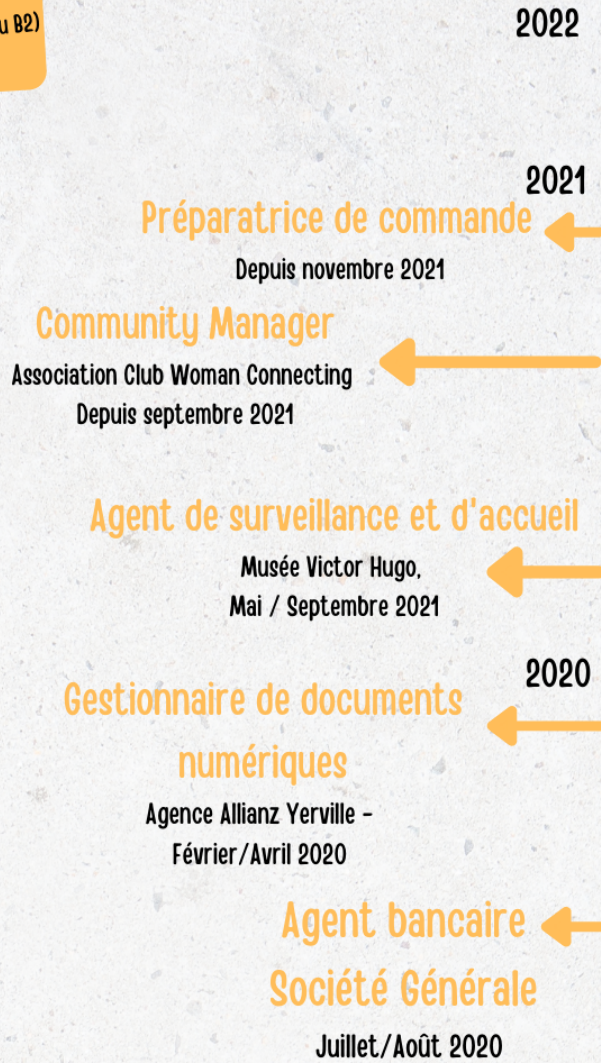 u B2)
2022
2021
Préparatrice de commande
Depuis novembre 2021
Community Manager
Association Club Woman Connecting
Depuis septembre 2021
Agent de surveillance et d'accueil
Musée Victor Hugo,
Mai / Septembre 2021
2020
Gestionnaire de documents
numériques
Agence Allianz Yerville -
Février/Avril 2020
Agent bancaire
Société Générale
Juillet/Août 2020